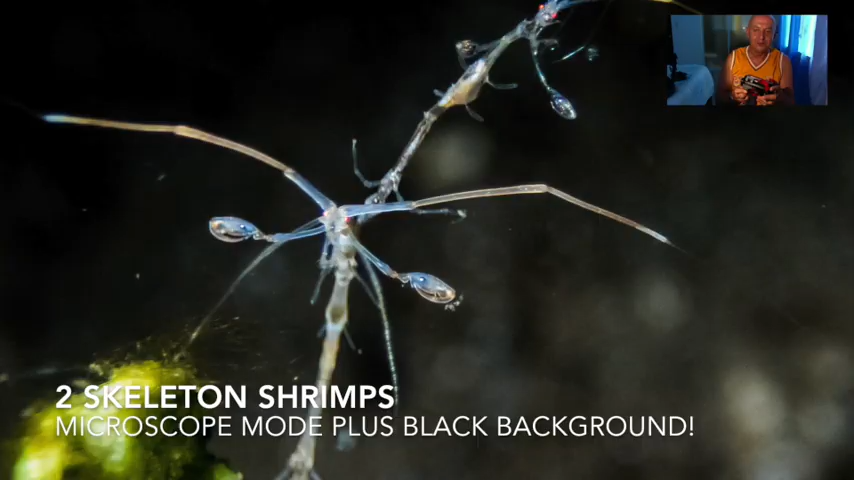 2 SKELETON SHRIMPS
MICROSCOPE MODE PLUS BLACK BACKGROUND!